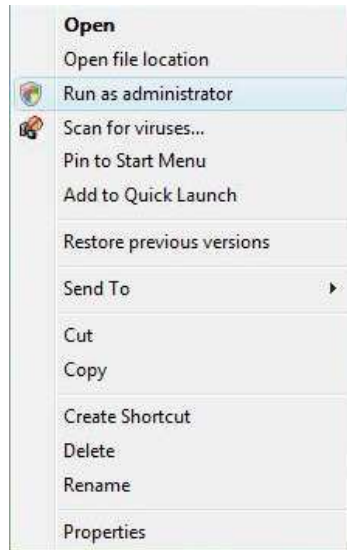 Open
Open file location
Run as administrator
Scan for viruses...
Pin to Start Menu
Add to Quick Launch
Restore previous versions
Send To
Cut
Copy
Create Shortcut
Delete
Rename
Properties